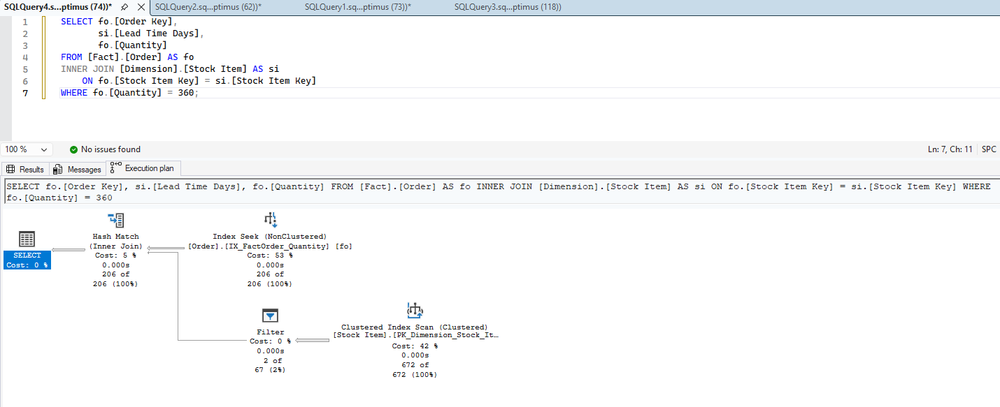 SQLQuery4.s...ptimus (74))* SQLQuery2.sq...ptimus (62))* SQLQuery1.sq...ptimus (73))* SQLQuery3.sq...ptimus (118))
1 SELECT fo.[Order Key],
2 si.[Lead Time Days],
3 fo.[Quantity]
4 FROM [Fact].[Order] AS fo
5 INNER JOIN [Dimension].[Stock Item] AS si
6 ON fo.[Stock Item Key] = si.[Stock Item Key]
7 WHERE fo.[Quantity] = 360;
100 % No issues found Ln: 7, Ch: 11 SPC
Results Messages Execution plan
SELECT fo.[Order Key], si.[Lead Time Days], fo.[Quantity] FROM [Fact].[Order] AS fo INNER JOIN [Dimension].[Stock Item] AS si ON fo.[Stock Item Key] = si.[Stock Item Key] WHERE
fo.[Quantity] = 360
SELECT
Cost: 0 %
Hash Match
(Inner Join)
Cost: 5 %
0.000s
206 of
206 (100%)
Index Seek (NonClustered)
[Order].[IX_FactOrder_Quantity] [fo]
Cost: 53 %
0.000s
206 of
206 (100%)
Filter
Cost: 0 %
0.000s
2 of
67 (2%)
Clustered Index Scan (Clustered)
[Stock Item].[PK_Dimension_Stock_It...
Cost: 42 %
0.000s
672 of
672 (100%)